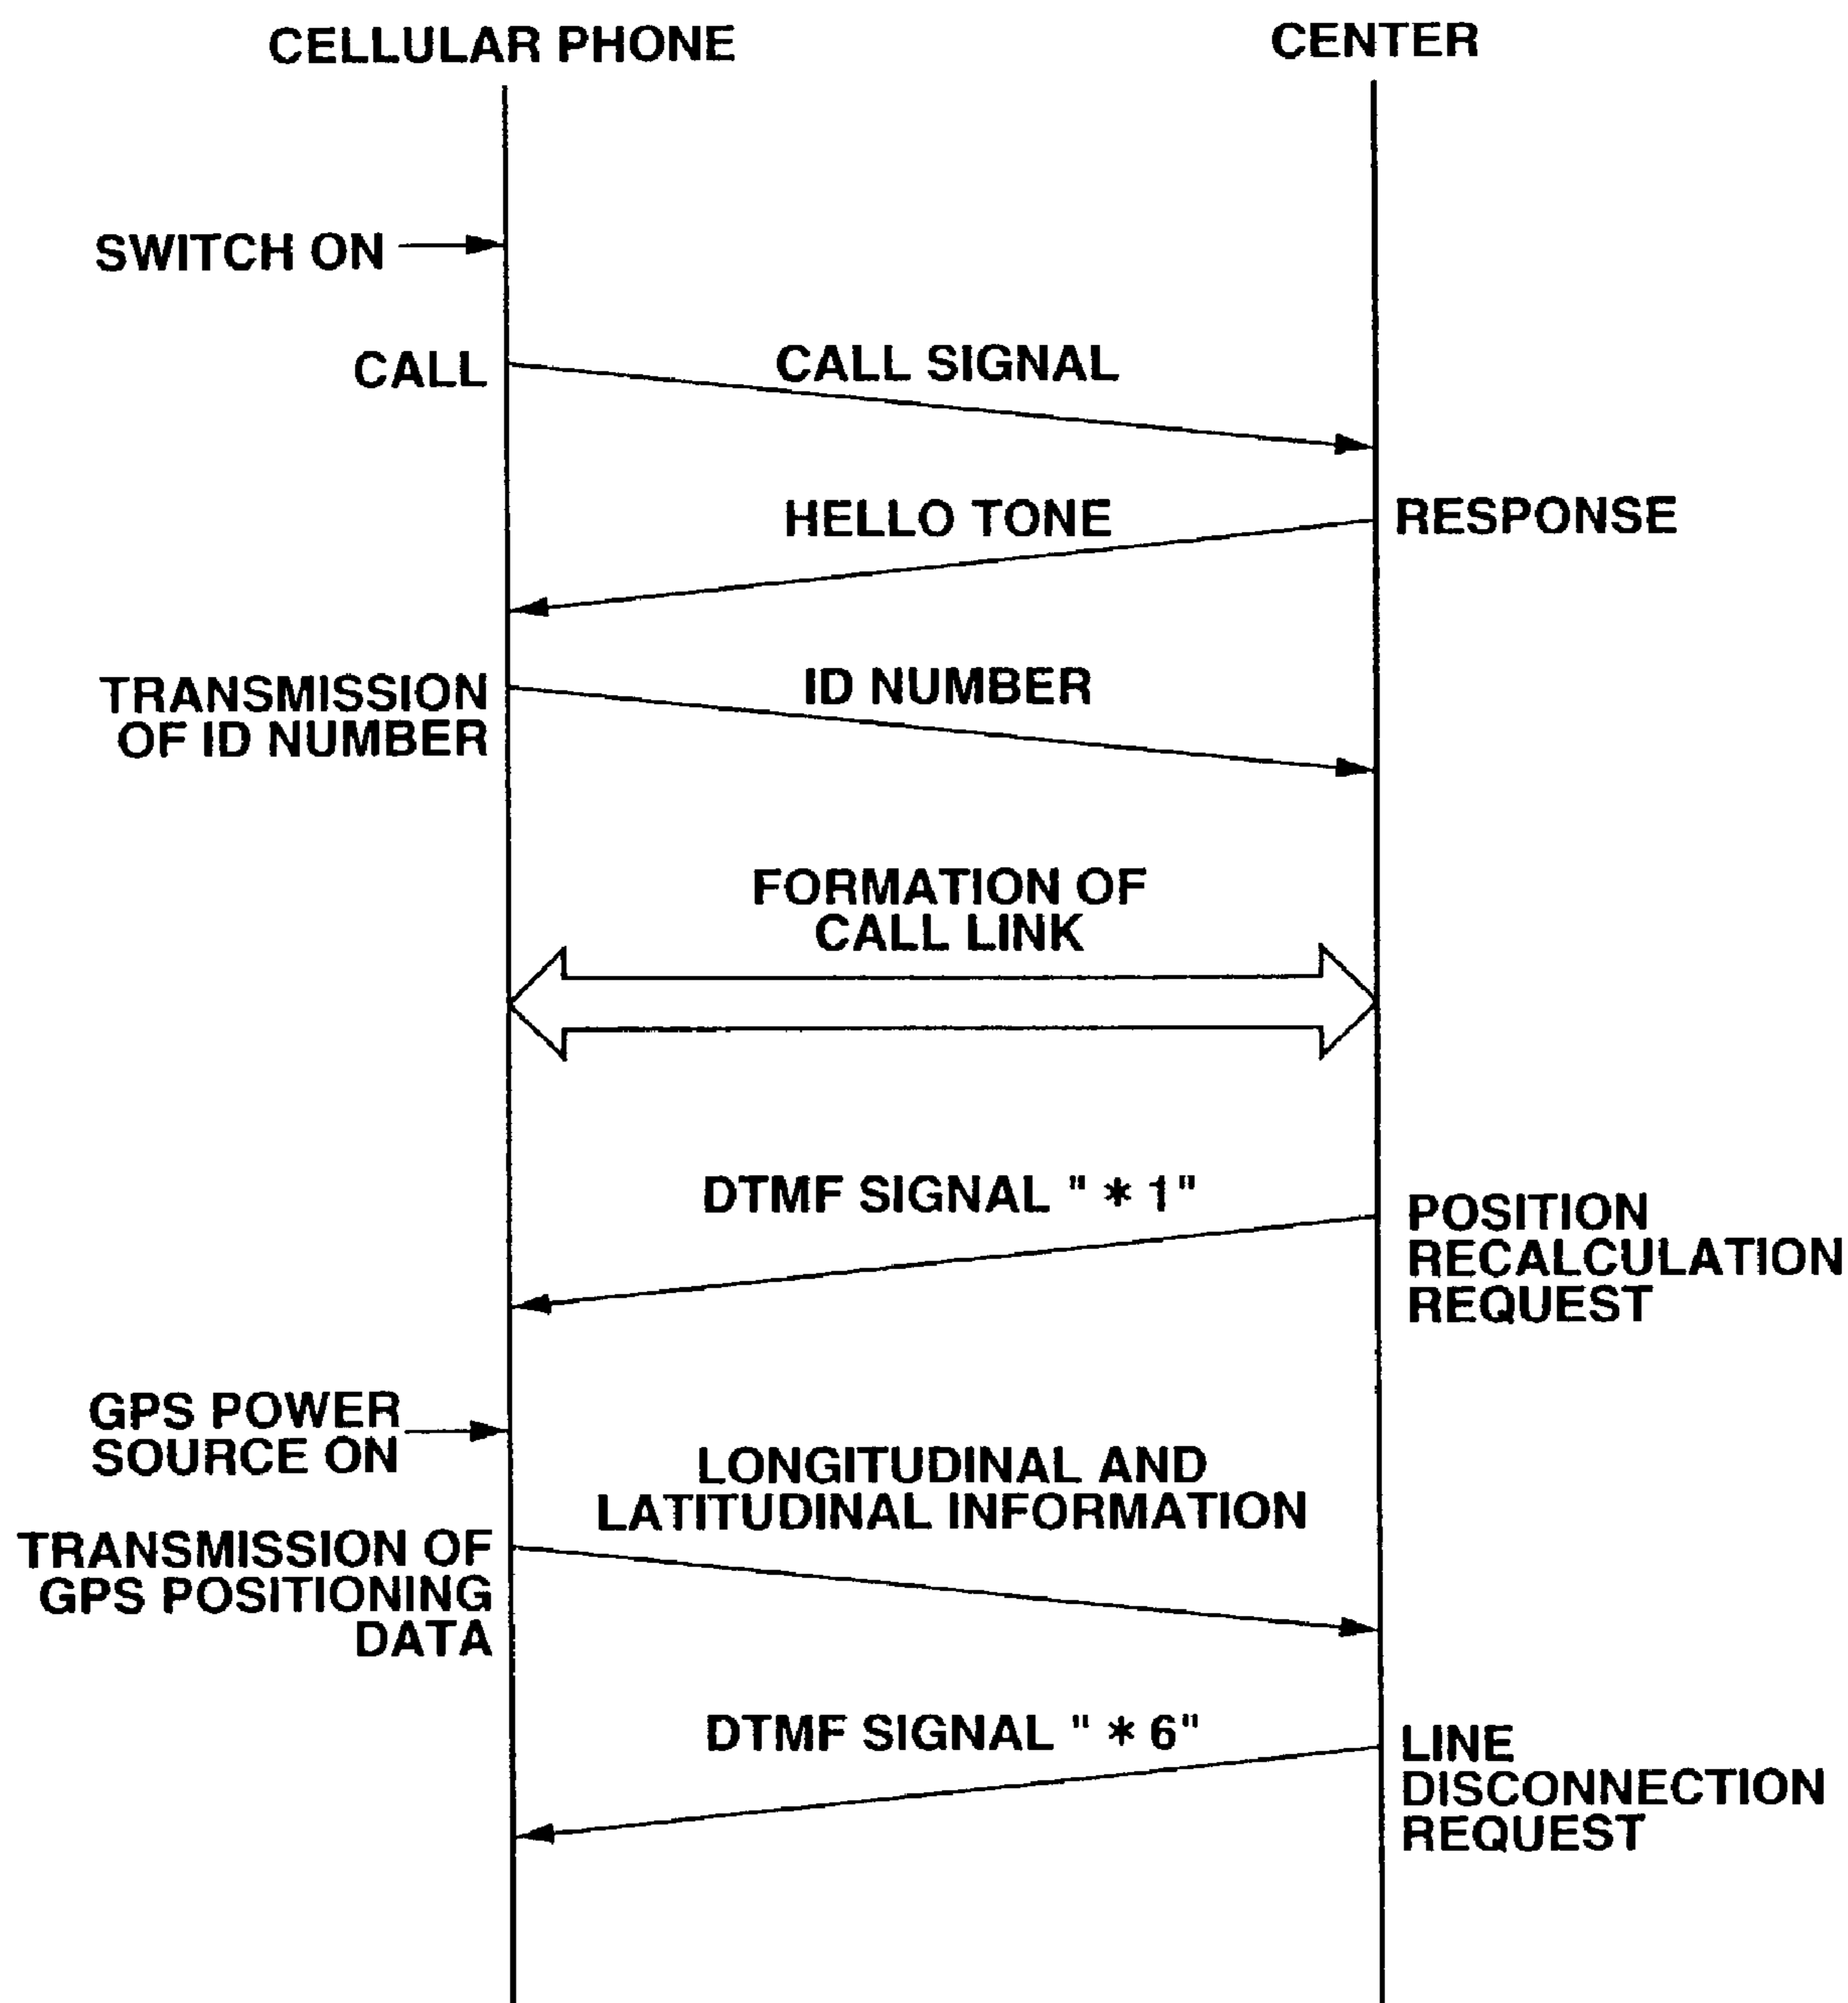 CELLULAR PHONE
CENTER
SWITCH ON
CALL
CALL SIGNAL
HELLO TONE
RESPONSE
TRANSMISSION
OF ID NUMBER
ID NUMBER
FORMATION OF
CALL LINK
DTMF SIGNAL " * 1"
POSITION
RECALCULATION
REQUEST
GPS POWER
SOURCE ON
LONGITUDINAL AND
LATITUDINAL INFORMATION
TRANSMISSION OF
GPS POSITIONING
DATA
DTMF SIGNAL " * 6"
LINE
DISCONNECTION
REQUEST